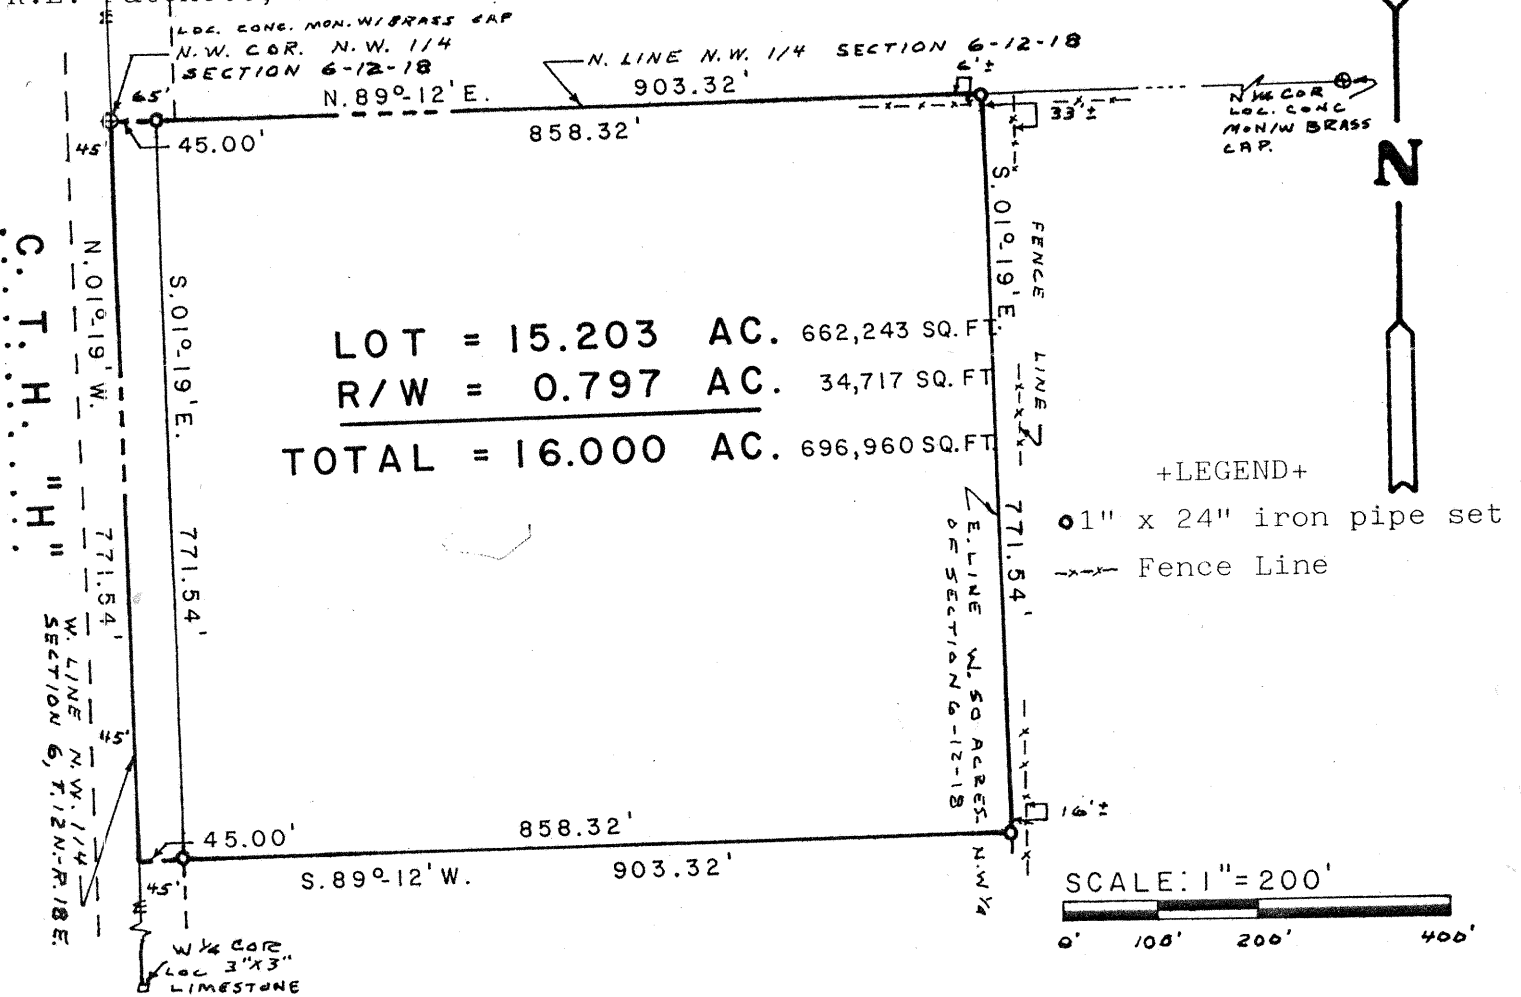 LOC. CONC. MON. W/BRASS CAP
N.W. COR. N.W. 1/4
SECTION 6-12-18
N. LINE N.W. 1/4 SECTION 6-12-18
65'
N.89º-12'E.
903.32'
6'±
45.00'
858.32'
33'±
45'
N 1/4 COR
LOC. CONC
MON/W BRASS
CAP.
N
C. T. H. "H"
N.01º-19'W.
771.54'
S.01º-19'E.
771.54'
S.01º-19'E.
771.54'
FENCE LINE
LOT = 15.203 AC. 662,243 SQ.FT.
R/W = 0.797 AC. 34,717 SQ.FT
TOTAL = 16.000 AC. 696,960 SQ.FT
+LEGEND+
1" x 24" iron pipe set
-x-x- Fence Line
E. LINE W. 50 ACRES N.W 1/4
OF SECTION 6-12-18
W. LINE N.W. 1/4
SECTION 6, T.12N.-R.18E.
45'
16'±
45.00'
858.32'
S.89º-12'W.
903.32'
45'
W 1/4 COR
LOC 3"X3"
LIMESTONE
SCALE: 1"=200'
0' 100' 200' 400'